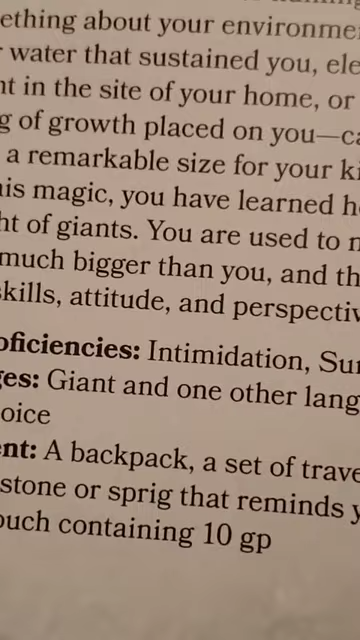 ething about your environme
water that sustained you, ele
nt in the site of your home, or
g of growth placed on you—ca
a remarkable size for your ki
his magic, you have learned h
ht of giants. You are used to m
much bigger than you, and th
skills, attitude, and perspectiv
oficiencies: Intimidation, Sur
ges: Giant and one other lang
oice
ent: A backpack, a set of trave
stone or sprig that reminds y
ouch containing 10 gp